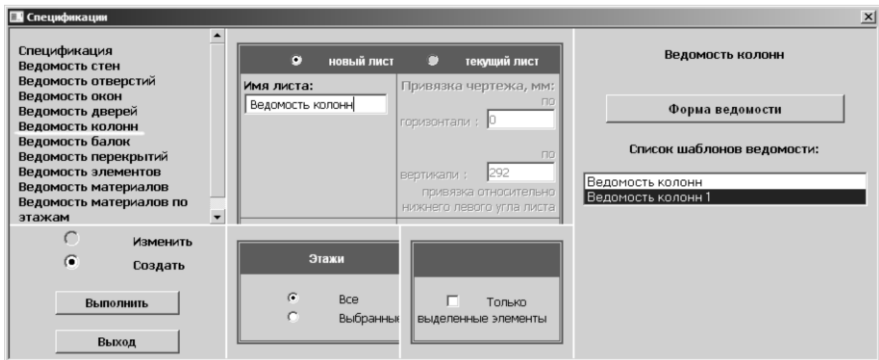 Спецификации
Спецификация
Ведомость стен
Ведомость отверстий
Ведомость окон
Ведомость дверей
Ведомость колонн
Ведомость балок
Ведомость перекрытий
Ведомость элементов
Ведомость материалов
Ведомость материалов по
этажам
Изменить
Создать
Выполнить
Выход
новый лист
текущий лист
Имя листа:
Ведомость колонн
Привязка чертежа, мм:
по
горизонтали : 0
по
вертикали : 292
привязка относительно
нижнего левого угла листа
Этажи
Все
Выбранные
Только
выделенные элементы
Ведомость колонн
Форма ведомости
Список шаблонов ведомости:
Ведомость колонн
Ведомость колонн 1